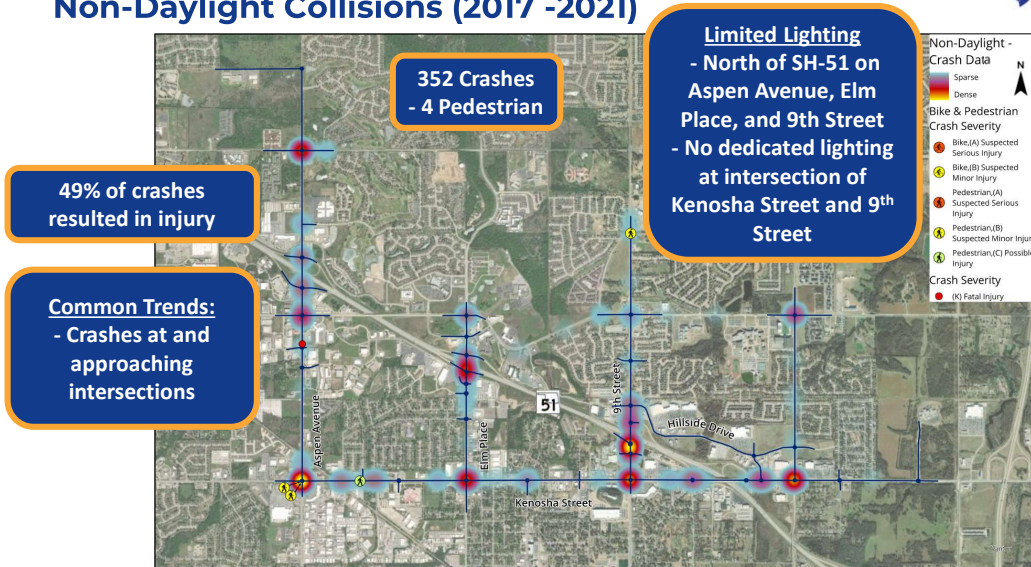 Non-Daylight Collisions (2017 -2021)
352 Crashes
- 4 Pedestrian
Limited Lighting
- North of SH-51 on
Aspen Avenue, Elm
Place, and 9th Street
- No dedicated lighting
at intersection of
Kenosha Street and 9th
Street
49% of crashes
resulted in injury
Common Trends:
- Crashes at and
approaching
intersections
Non-Daylight -
Crash Data
N
Sparse
Dense
Bike & Pedestrian
Crash Severity
Bike,(A) Suspected
Serious Injury
Bike,(B) Suspected
Minor Injury
Pedestrian,(A)
Suspected Serious
Injury
Pedestrian,(B)
Suspected Minor Injur
Pedestrian,(C) Possible
Injury
Crash Severity
(K) Fatal Injury
Aspen Avenue
Elm Place
51
9th Street
Hillside Drive
Kenosha Street